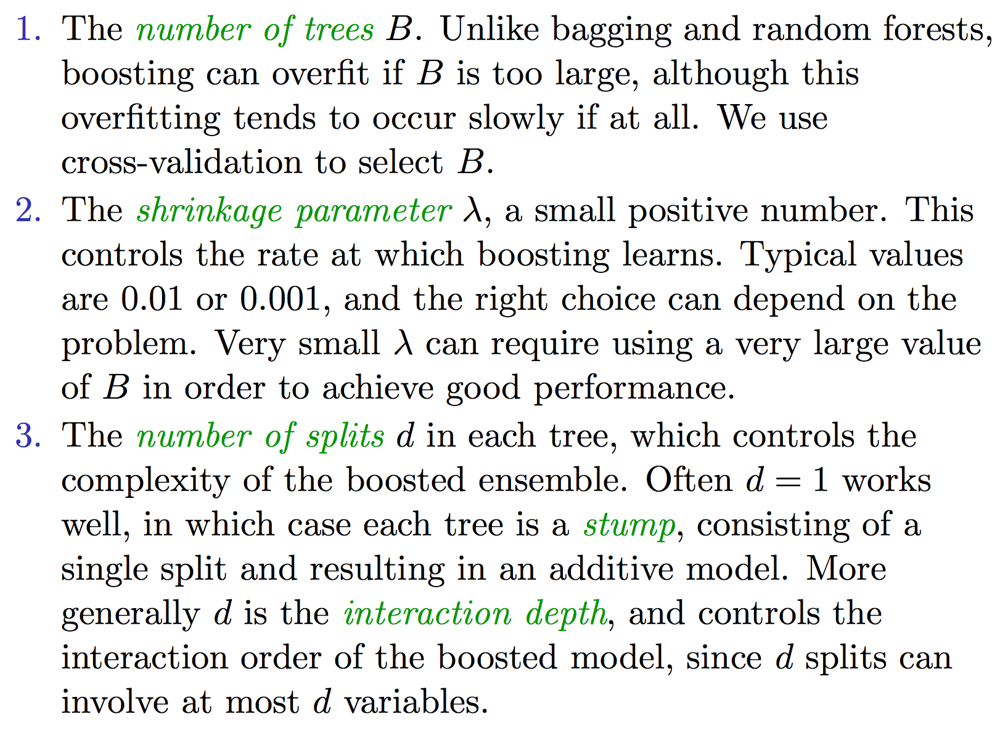 1. The number of trees B. Unlike bagging and random forests,
boosting can overfit if B is too large, although this
overfitting tends to occur slowly if at all. We use
cross-validation to select B.
2. The shrinkage parameter λ, a small positive number. This
controls the rate at which boosting learns. Typical values
are 0.01 or 0.001, and the right choice can depend on the
problem. Very small λ can require using a very large value
of B in order to achieve good performance.
3. The number of splits d in each tree, which controls the
complexity of the boosted ensemble. Often d = 1 works
well, in which case each tree is a stump, consisting of a
single split and resulting in an additive model. More
generally d is the interaction depth, and controls the
interaction order of the boosted model, since d splits can
involve at most d variables.